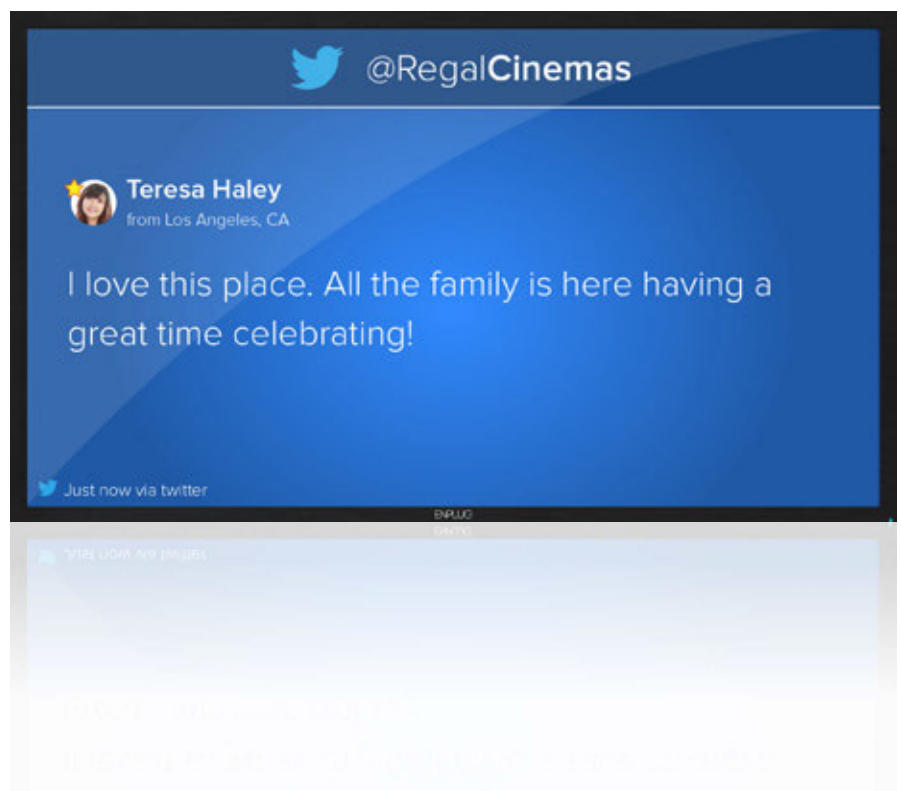 @RegalCinemas
Teresa Haley
from Los Angeles, CA
I love this place. All the family is here having a
great time celebrating!
Just now via twitter
ENPLUG